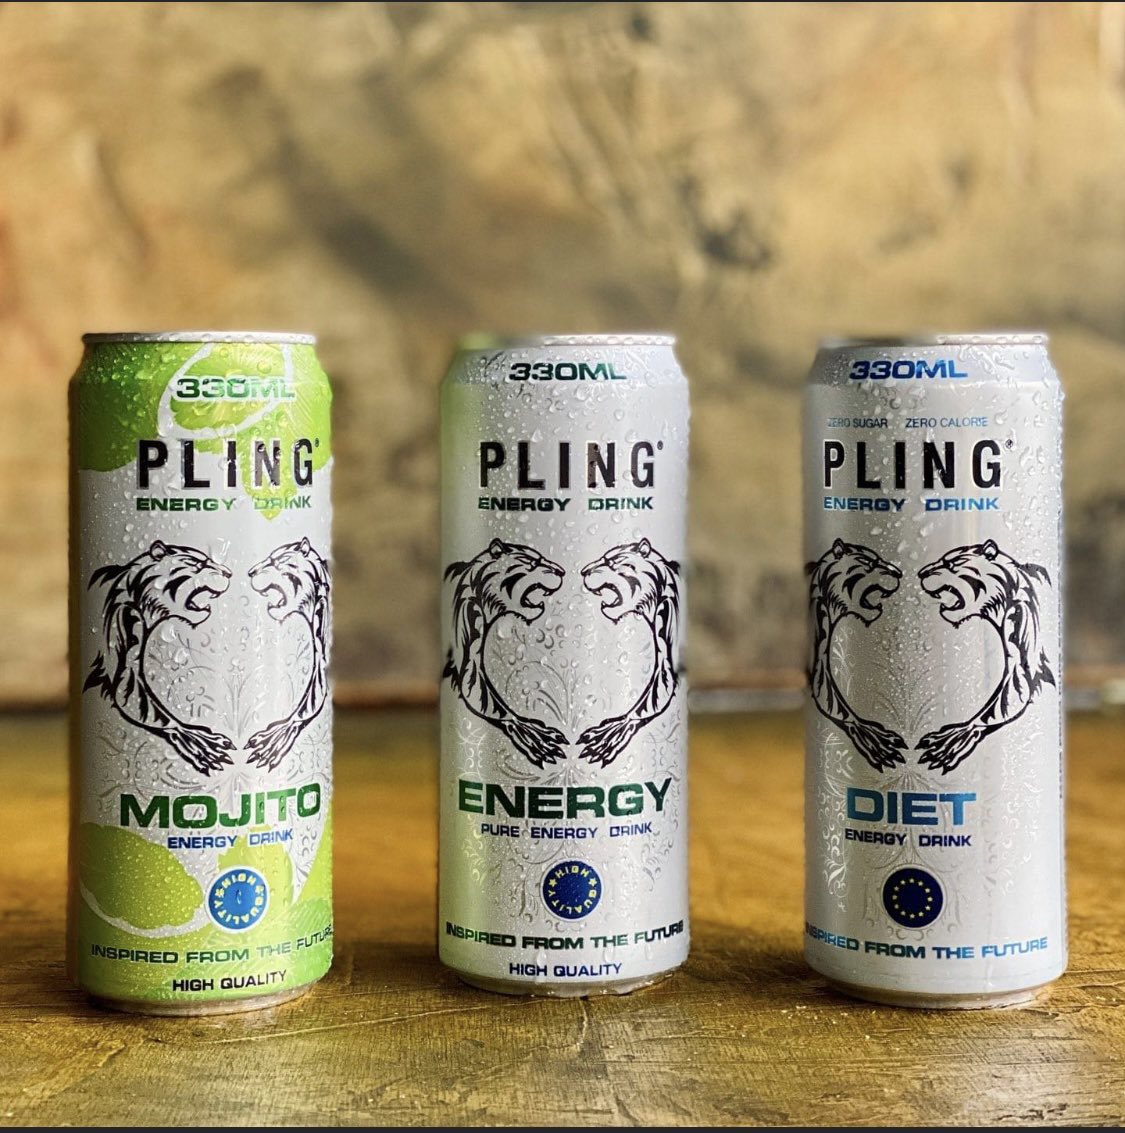 330ML
PLING®
ENERGY DRINK
MOJITO
ENERGY DRINK
HIGH QUALITY
INSPIRED FROM THE FUTURE
HIGH QUALITY
330ML
PLING®
ENERGY DRINK
ENERGY
PURE ENERGY DRINK
HIGH QUALITY
INSPIRED FROM THE FUTURE
HIGH QUALITY
330ML
ZERO SUGAR ZERO CALORIE
PLING®
ENERGY DRINK
DIET
ENERGY DRINK
INSPIRED FROM THE FUTURE